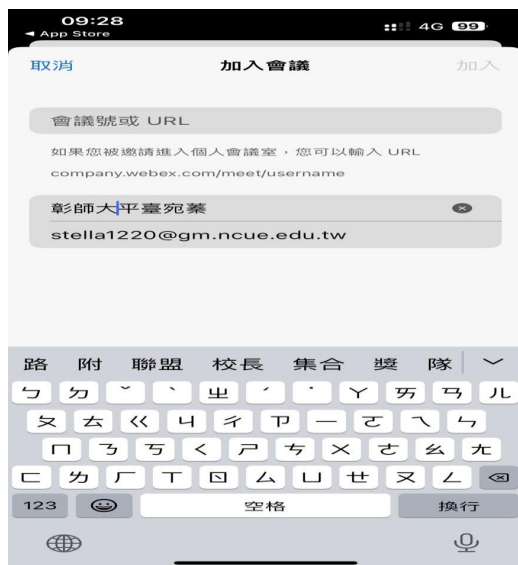 09:28
◀ App Store
4G 99
取消 加入會議 加入
會議號或 URL
如果您被邀請進入個人會議室，您可以輸入 URL
company.webex.com/meet/username
彰師大平臺宛蓁
stella1220@gm.ncue.edu.tw
路 附 聯盟 校長 集合 獎 隊
ㄅ ㄉ ˇ ˋ ㄓ ˊ ˙ ㄚ ㄞ ㄢ ㄦ
ㄆ ㄊ ㄍ ㄐ ㄔ ㄗ ㄧ ㄛ ㄟ ㄣ
ㄇ ㄋ ㄎ ㄑ ㄕ ㄘ ㄨ ㄜ ㄠ ㄤ
ㄈ ㄌ ㄏ ㄒ ㄖ ㄙ ㄩ ㄝ ㄡ ㄥ
123 空格 換行